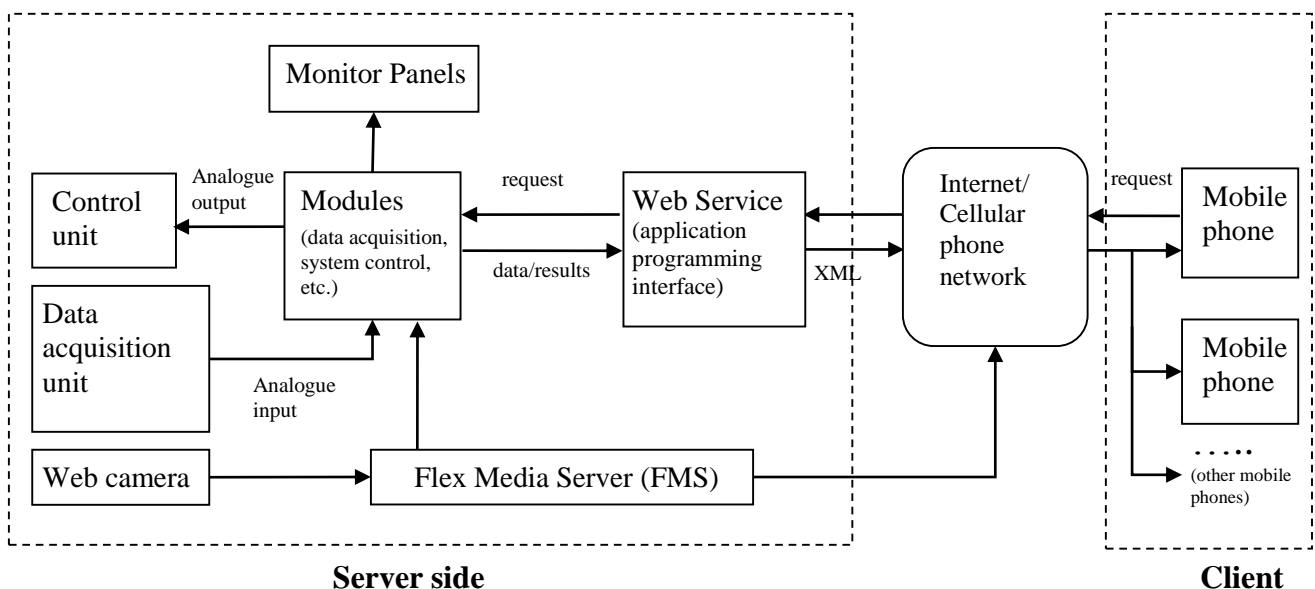 Monitor Panels
Control
unit
Analogue
output
Modules
(data acquisition,
system control,
etc.)
request
data/results
Web Service
(application
programming
interface)
XML
Internet/
Cellular
phone
network
request
Mobile
phone
Data
acquisition
unit
Analogue
input
Mobile
phone
Web camera
Flex Media Server (FMS)
.....
(other mobile
phones)
Server side
Client